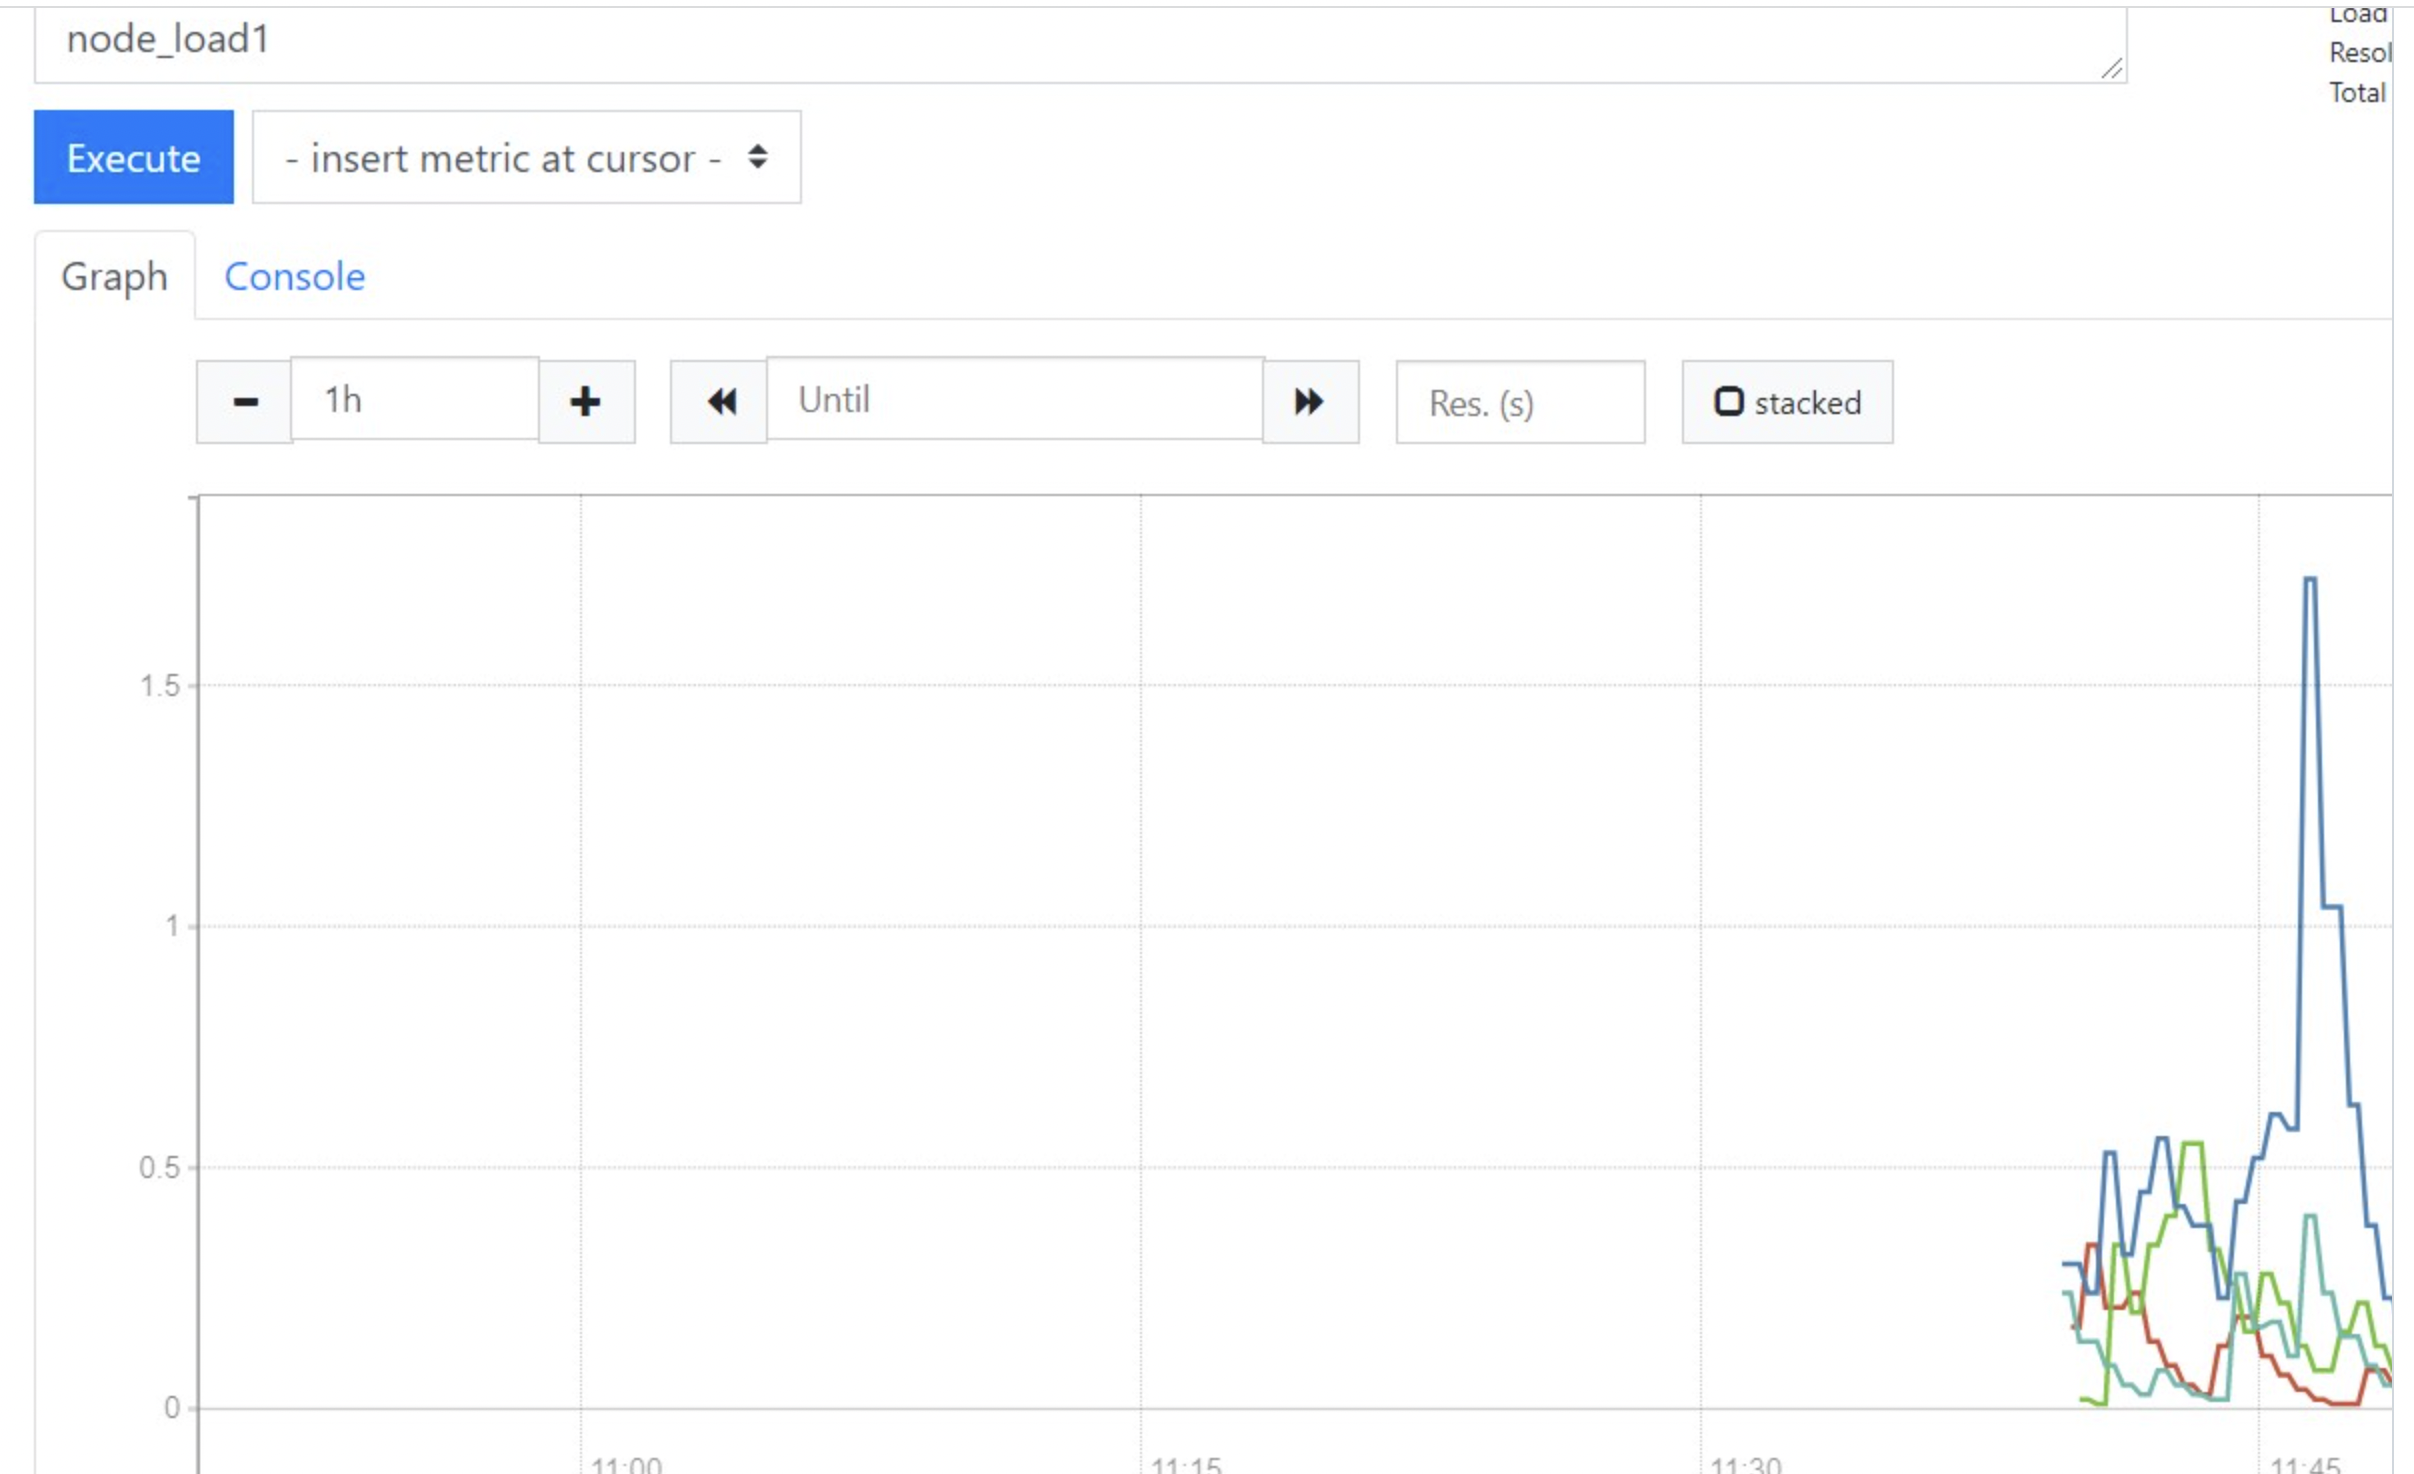 node_load1
Load
Resol
Total
Execute
- insert metric at cursor -
Graph
Console
1h
Until
Res. (s)
stacked
1.5
1
0.5
0
11:00
11:15
11:30
11:45